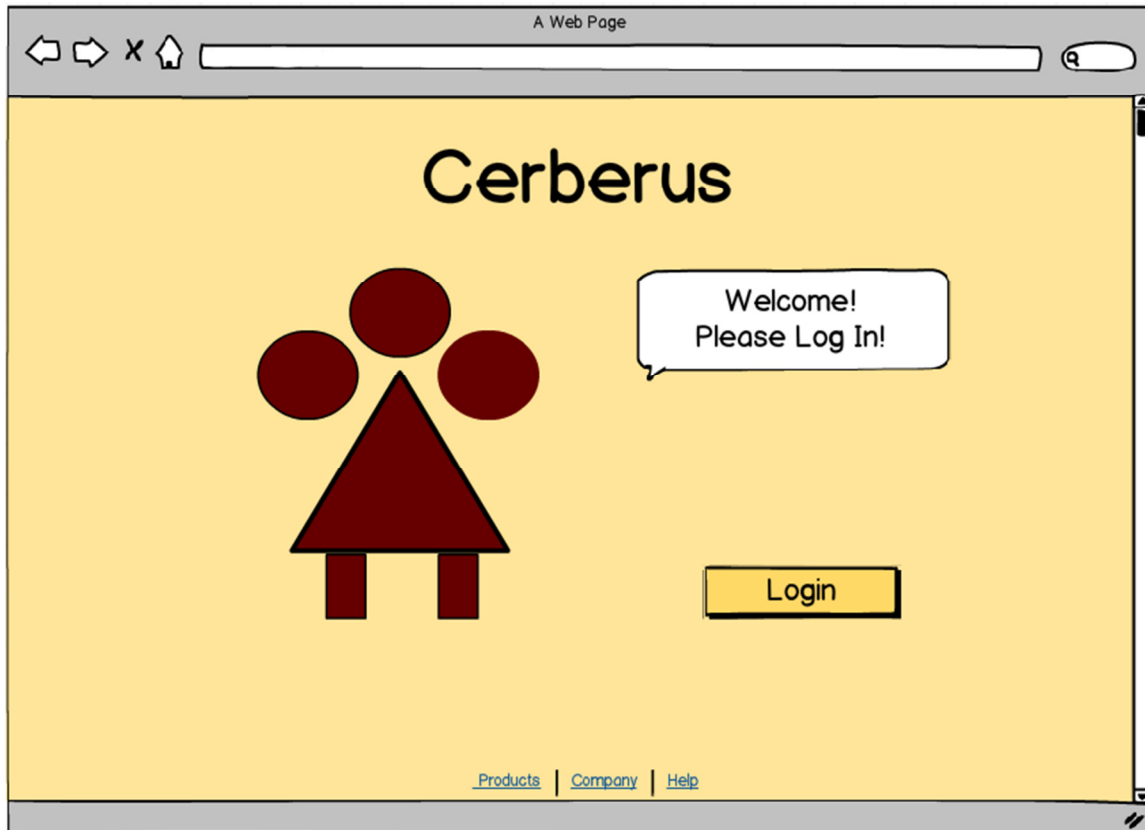 A Web Page
Cerberus
Welcome!
Please Log In!
Login
Products | Company | Help